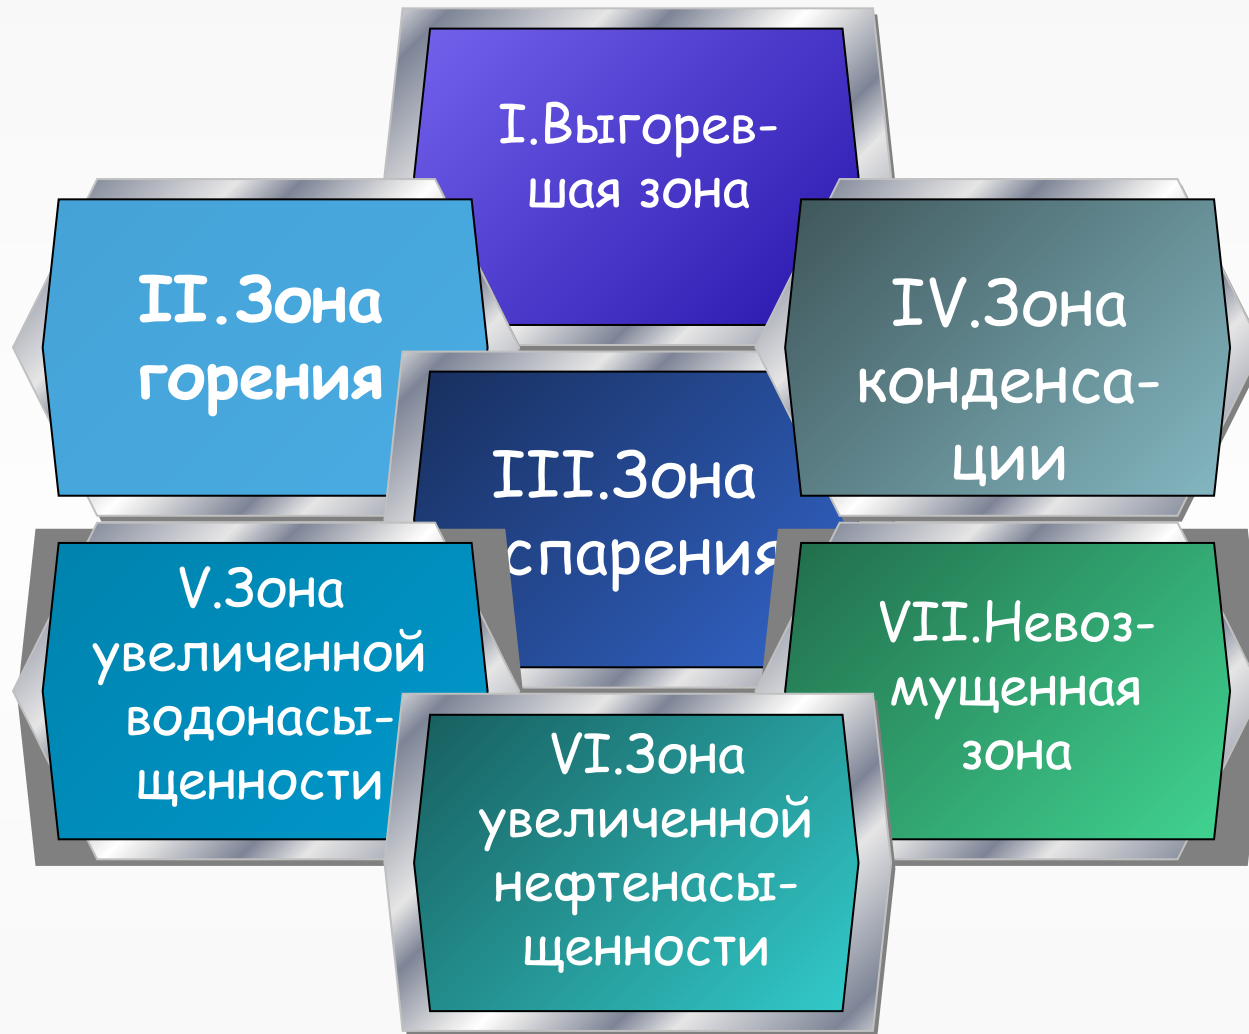 I.Выгорев-
шая зона
II.Зона
горения
III.Зона
спарения
IV.Зона
конденса-
ции
V.Зона
увеличенной
водонасы-
щенности
VI.Зона
увеличенной
нефтенасы-
щенности
VII.Невоз-
мущенная
зона